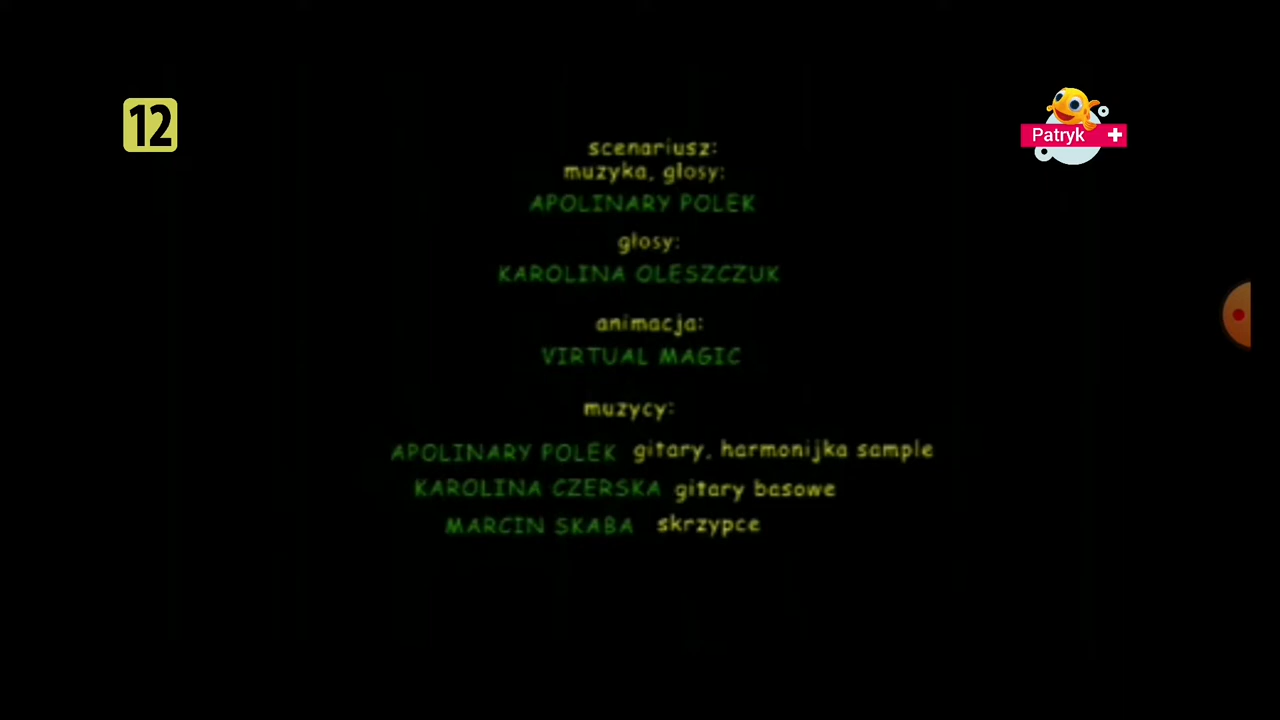 12
Patryk +
scenariusz:
muzyka, głosy:
APOLINARY POLEK
głosy:
KAROLINA OLESZCZUK
animacja:
VIRTUAL MAGIC
muzycy:
APOLINARY POLEK gitary, harmonijka sample
KAROLINA CZERSKA gitary basowe
MARCIN SKABA skrzypce